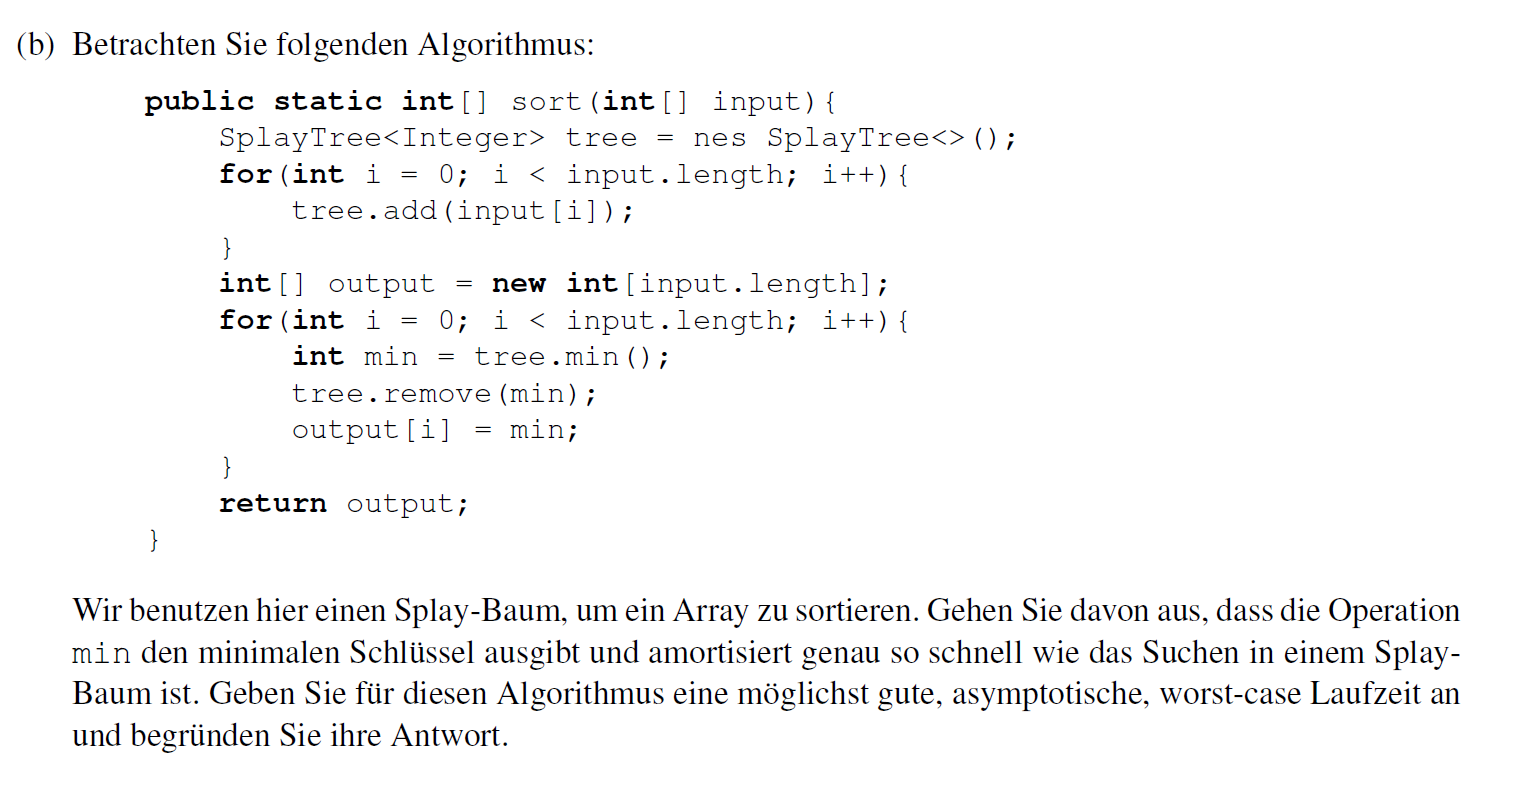 (b) Betrachten Sie folgenden Algorithmus:
public static int[] sort(int[] input){
    SplayTree<Integer> tree = nes SplayTree<>();
    for(int i = 0; i < input.length; i++){
        tree.add(input[i]);
    }
    int[] output = new int[input.length];
    for(int i = 0; i < input.length; i++){
        int min = tree.min();
        tree.remove(min);
        output[i] = min;
    }
    return output;
}
Wir benutzen hier einen Splay-Baum, um ein Array zu sortieren. Gehen Sie davon aus, dass die Operation
min den minimalen Schlüssel ausgibt und amortisiert genau so schnell wie das Suchen in einem Splay-
Baum ist. Geben Sie für diesen Algorithmus eine möglichst gute, asymptotische, worst-case Laufzeit an
und begründen Sie ihre Antwort.